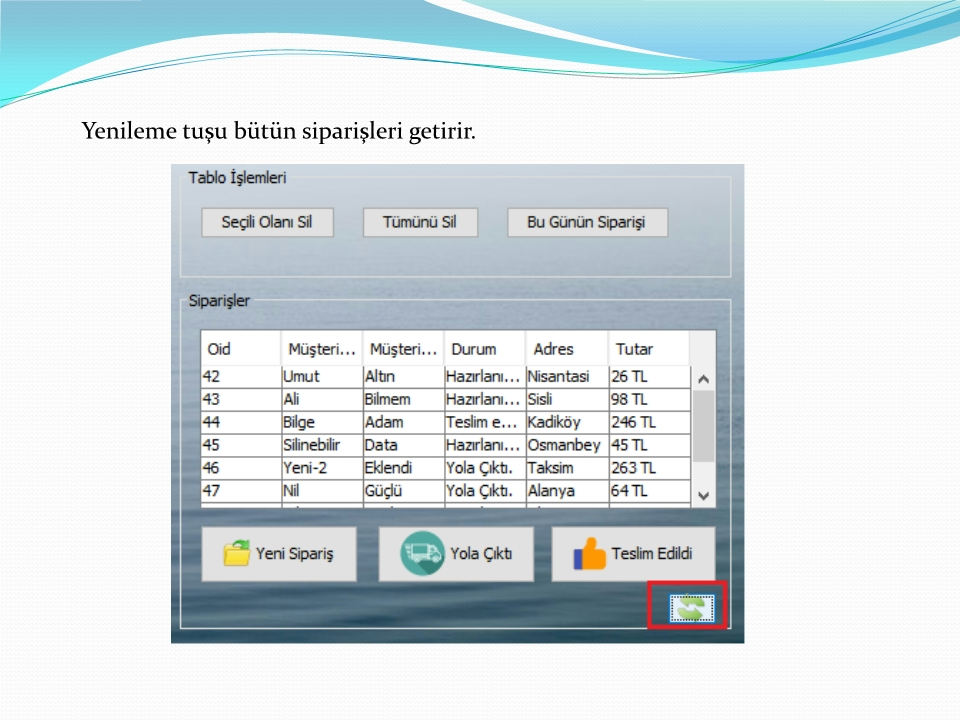 Yenileme tuşu bütün siparişleri getirir.
Tablo İşlemleri
Seçili Olanı Sil Tümünü Sil Bu Günün Siparişi
Siparişler
Oid Müşteri... Müşteri... Durum Adres Tutar
42 Umut Altın Hazırlanı... Nisantasi 26 TL
43 Ali Bilmem Hazırlanı... Sisli 98 TL
44 Bilge Adam Teslim e... Kadiköy 246 TL
45 Silinebilir Data Hazırlanı... Osmanbey 45 TL
46 Yeni-2 Eklendi Yola Çıktı. Taksim 263 TL
47 Nil Güçlü Yola Çıktı. Alanya 64 TL
Yeni Sipariş Yola Çıktı Teslim Edildi